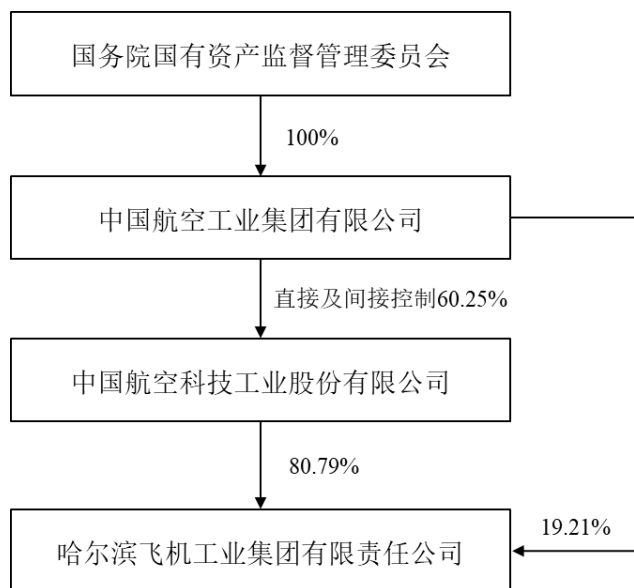 国务院国有资产监督管理委员会
100%
中国航空工业集团有限公司
直接及间接控制60.25%
中国航空科技工业股份有限公司
80.79%
19.21%
哈尔滨飞机工业集团有限责任公司